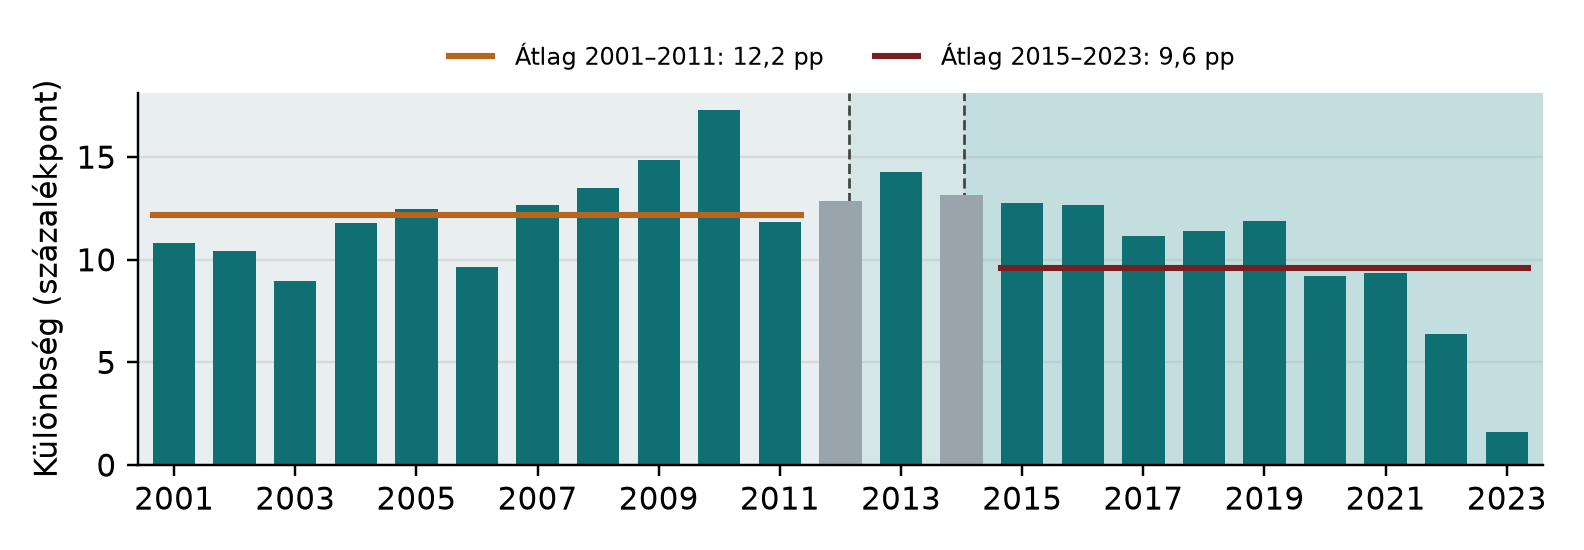 Átlag 2001–2011: 12,2 pp
Átlag 2015–2023: 9,6 pp
Különbség (százalékpont)
15
10
5
0
2001 2003 2005 2007 2009 2011 2013 2015 2017 2019 2021 2023